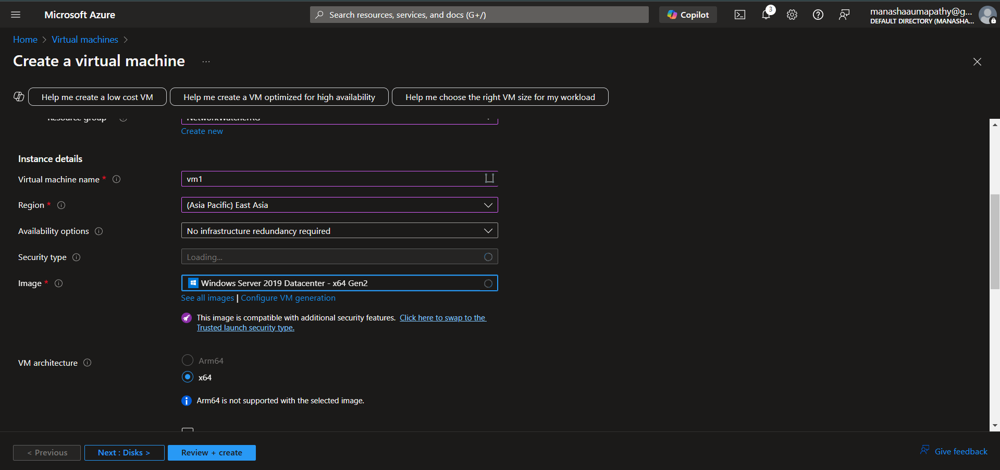 Microsoft Azure
Search resources, services, and docs (G+/)
Copilot
3
manashaaumapathy@g...
DEFAULT DIRECTORY (MANASHA...
Home > Virtual machines >
Create a virtual machine ...
Help me create a low cost VM
Help me create a VM optimized for high availability
Help me choose the right VM size for my workload
Resource group
NetworkWatcherRG
Create new
Instance details
Virtual machine name *
vm1
Region *
(Asia Pacific) East Asia
Availability options
No infrastructure redundancy required
Security type
Loading...
Image *
Windows Server 2019 Datacenter - x64 Gen2
See all images | Configure VM generation
This image is compatible with additional security features. Click here to swap to the
Trusted launch security type.
VM architecture
Arm64
x64
Arm64 is not supported with the selected image.
< Previous
Next : Disks >
Review + create
Give feedback